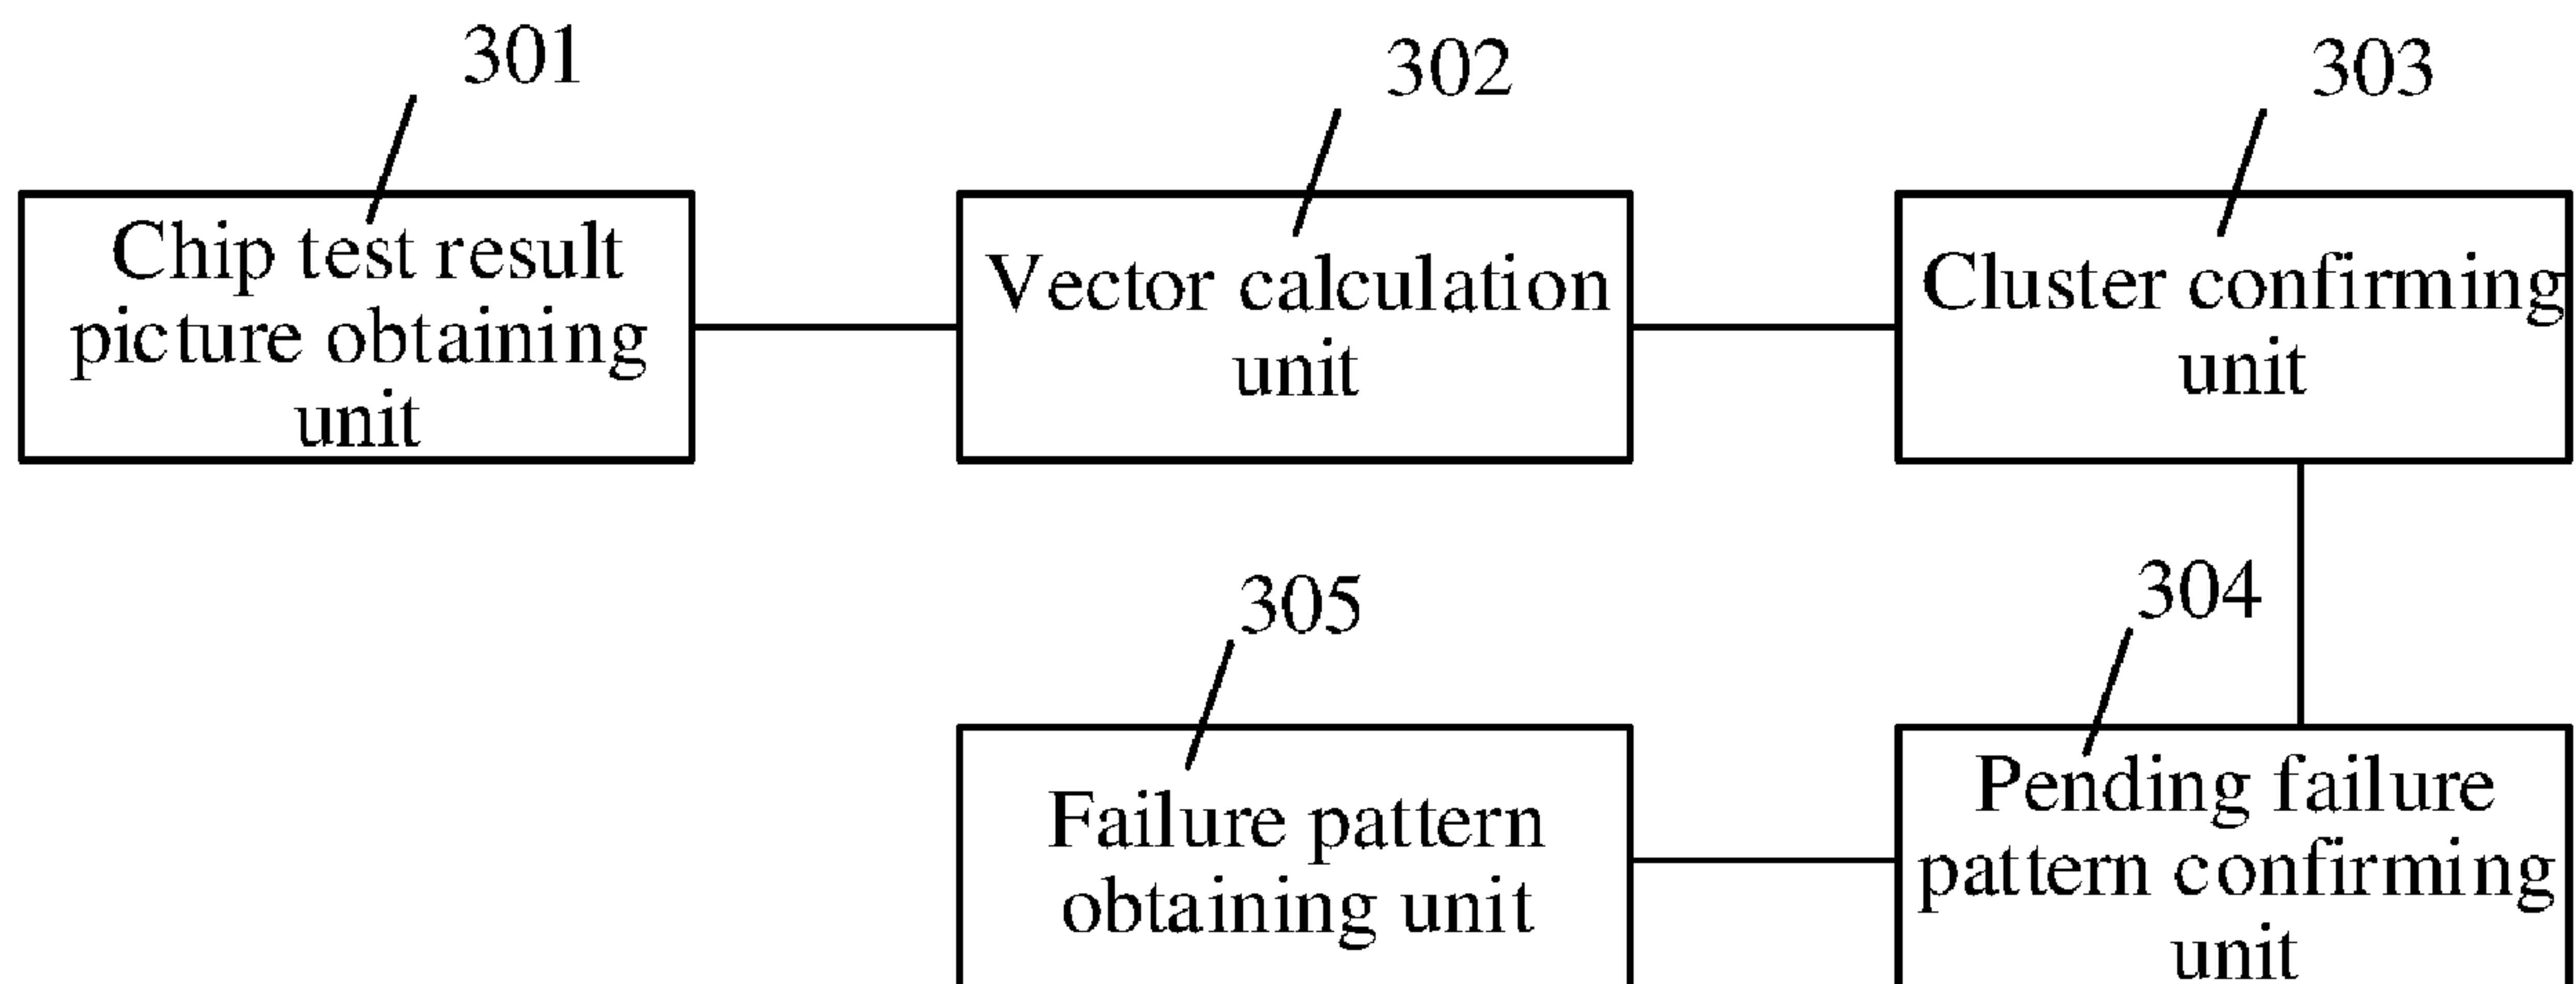 301
302
303
Chip test result
picture obtaining
unit
Vector calculation
unit
Cluster confirming
unit
305
304
Failure pattern
obtaining unit
Pending failure
pattern confirming
unit